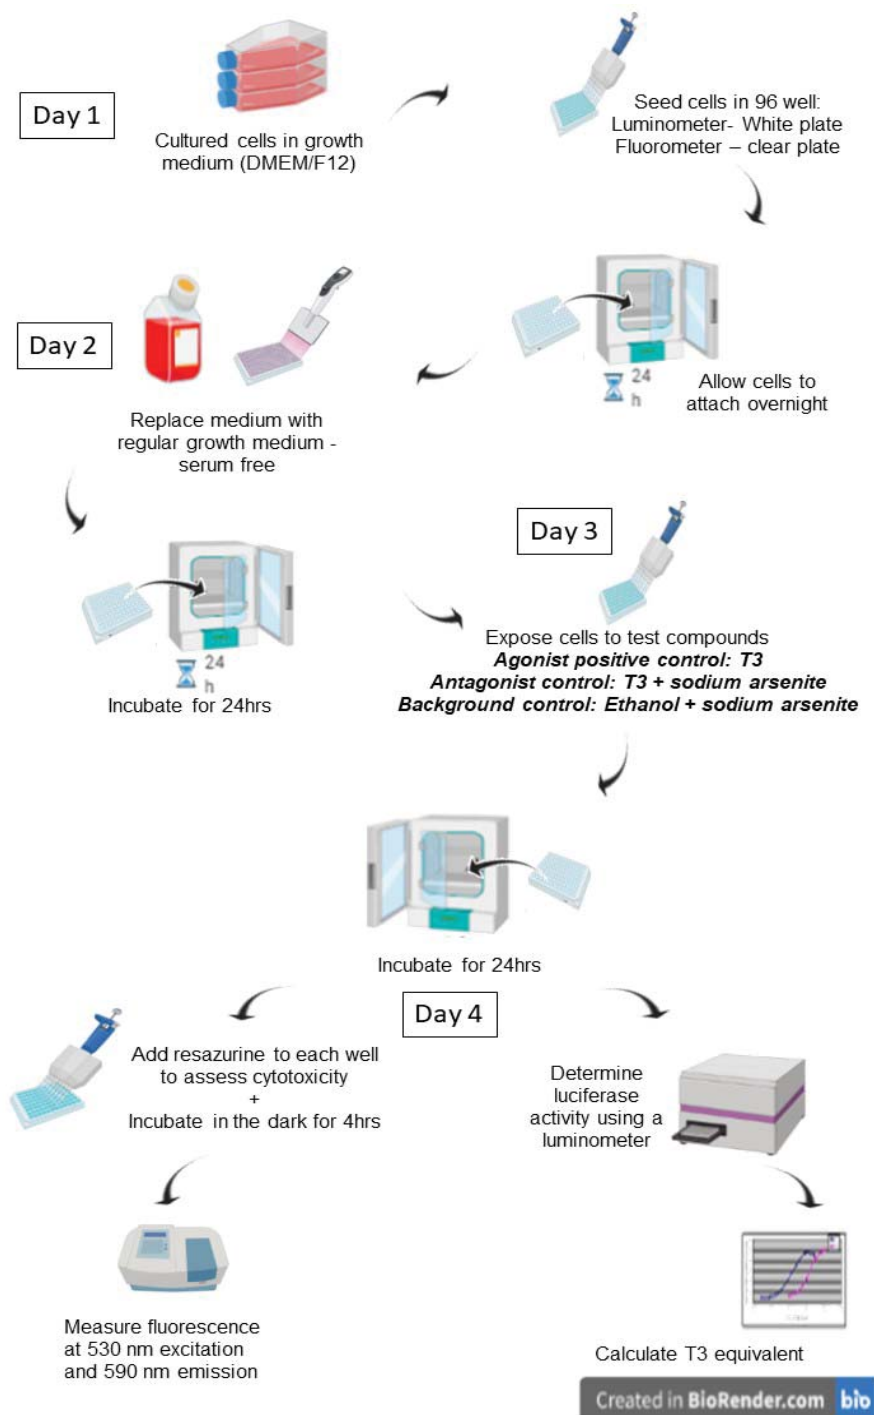 Day 1
Cultured cells in growth
medium (DMEM/F12)
Seed cells in 96 well:
Luminometer- White plate
Fluorometer – clear plate
24
h
Allow cells to
attach overnight
Day 2
Replace medium with
regular growth medium -
serum free
24
h
Incubate for 24hrs
Day 3
Expose cells to test compounds
Agonist positive control: T3
Antagonist control: T3 + sodium arsenite
Background control: Ethanol + sodium arsenite
Incubate for 24hrs
Day 4
Add resazurine to each well
to assess cytotoxicity
+
Incubate in the dark for 4hrs
Measure fluorescence
at 530 nm excitation
and 590 nm emission
Determine
luciferase
activity using a
luminometer
Calculate T3 equivalent
Created in BioRender.com bio